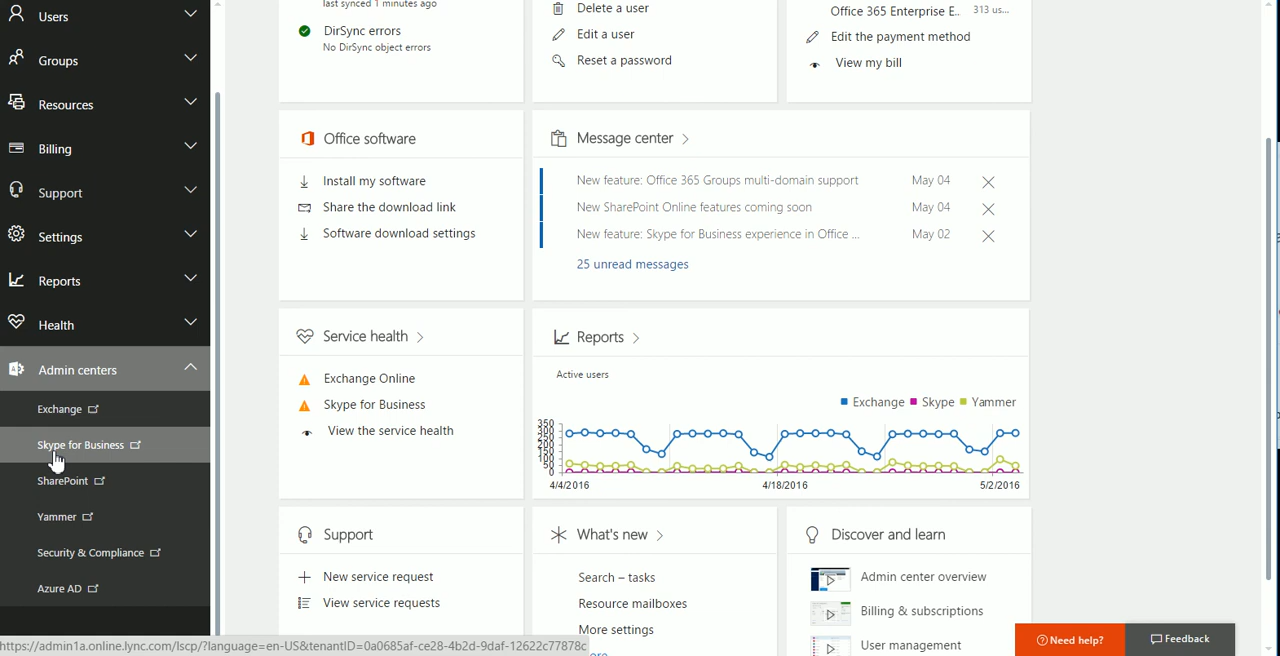 Users
Groups
Resources
Billing
Support
Settings
Reports
Health
Admin centers
Exchange
Skype for Business
SharePoint
Yammer
Security & Compliance
Azure AD
last synced 1 minutes ago
DirSync errors
No DirSync object errors
Delete a user
Edit a user
Reset a password
Office 365 Enterprise E... 313 us...
Edit the payment method
View my bill
Office software
Install my software
Share the download link
Software download settings
Message center
New feature: Office 365 Groups multi-domain support May 04
New SharePoint Online features coming soon May 04
New feature: Skype for Business experience in Office ... May 02
25 unread messages
Service health
Exchange Online
Skype for Business
View the service health
Reports
Active users
Exchange Skype Yammer
350
300
250
200
150
100
50
0
4/4/2016 4/18/2016 5/2/2016
Support
New service request
View service requests
What's new
Search – tasks
Resource mailboxes
More settings
Discover and learn
Admin center overview
Billing & subscriptions
User management
Need help?
Feedback
https://admin1a.online.lync.com/lscp/?language=en-US&tenantID=0a0685af-ce28-4b2d-9daf-12622c77878c